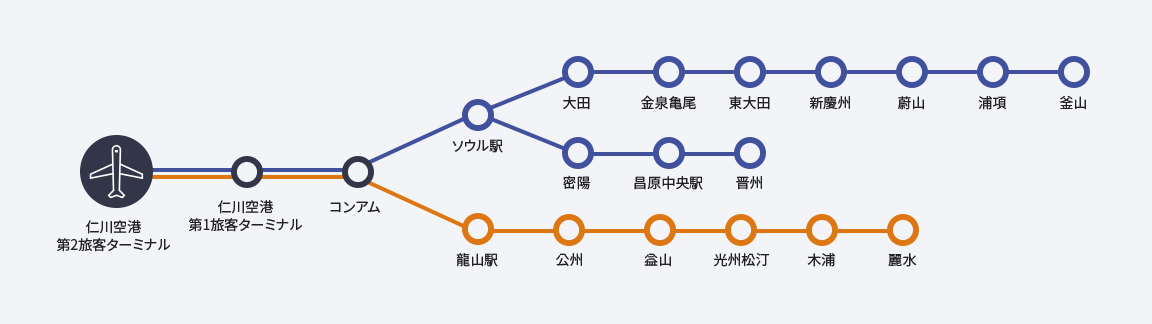 仁川空港
第2旅客ターミナル
仁川空港
第1旅客ターミナル
コンアム
ソウル駅
大田
金泉亀尾
東大田
新慶州
蔚山
浦項
釜山
密陽
昌原中央駅
晋州
龍山駅
公州
益山
光州松汀
木浦
麗水